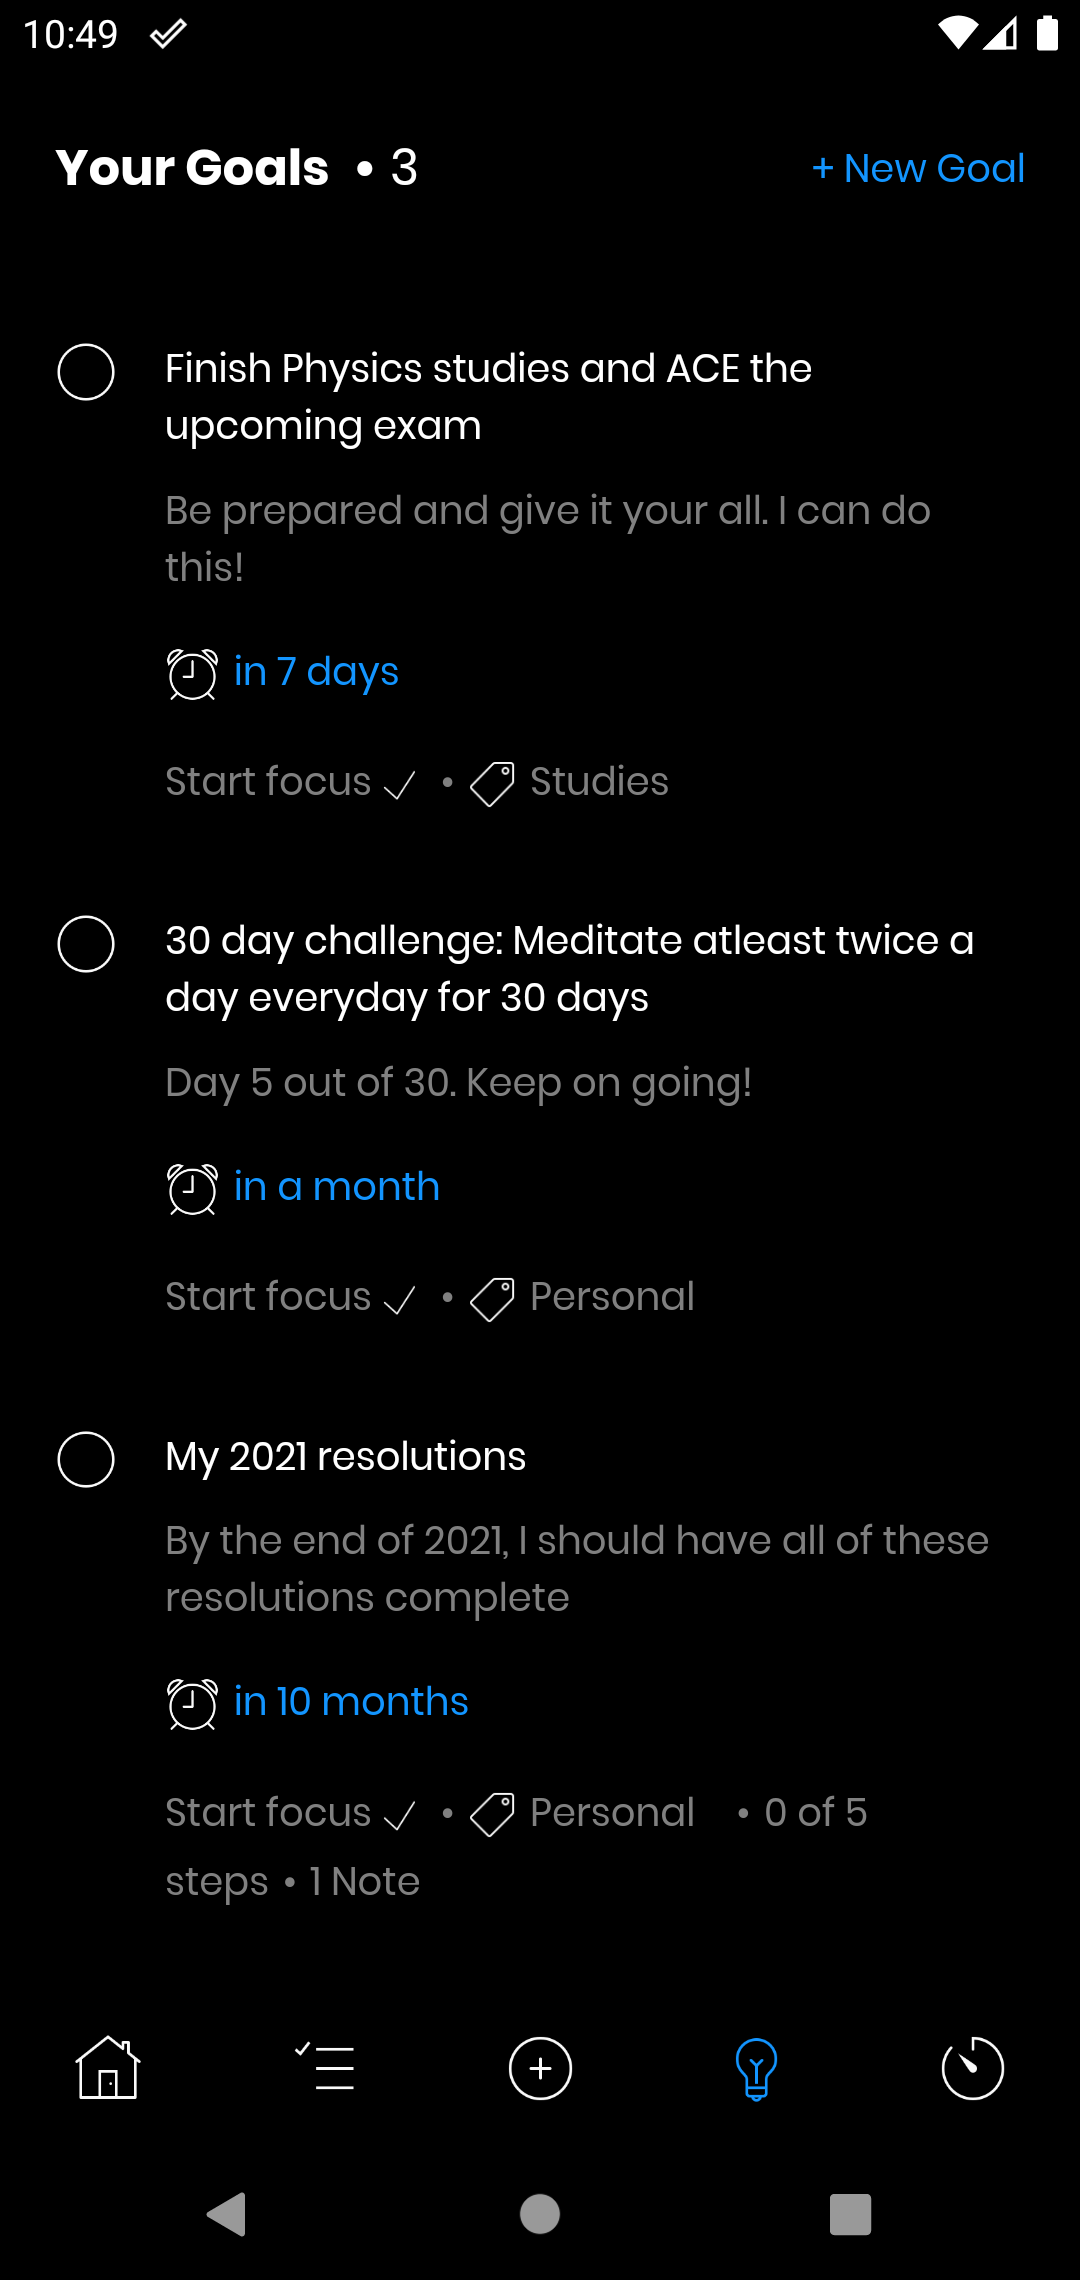 10:49
Your Goals • 3
+ New Goal
Finish Physics studies and ACE the
upcoming exam
Be prepared and give it your all. I can do
this!
in 7 days
Start focus • Studies
30 day challenge: Meditate atleast twice a
day everyday for 30 days
Day 5 out of 30. Keep on going!
in a month
Start focus • Personal
My 2021 resolutions
By the end of 2021, I should have all of these
resolutions complete
in 10 months
Start focus • Personal • 0 of 5
steps • 1 Note